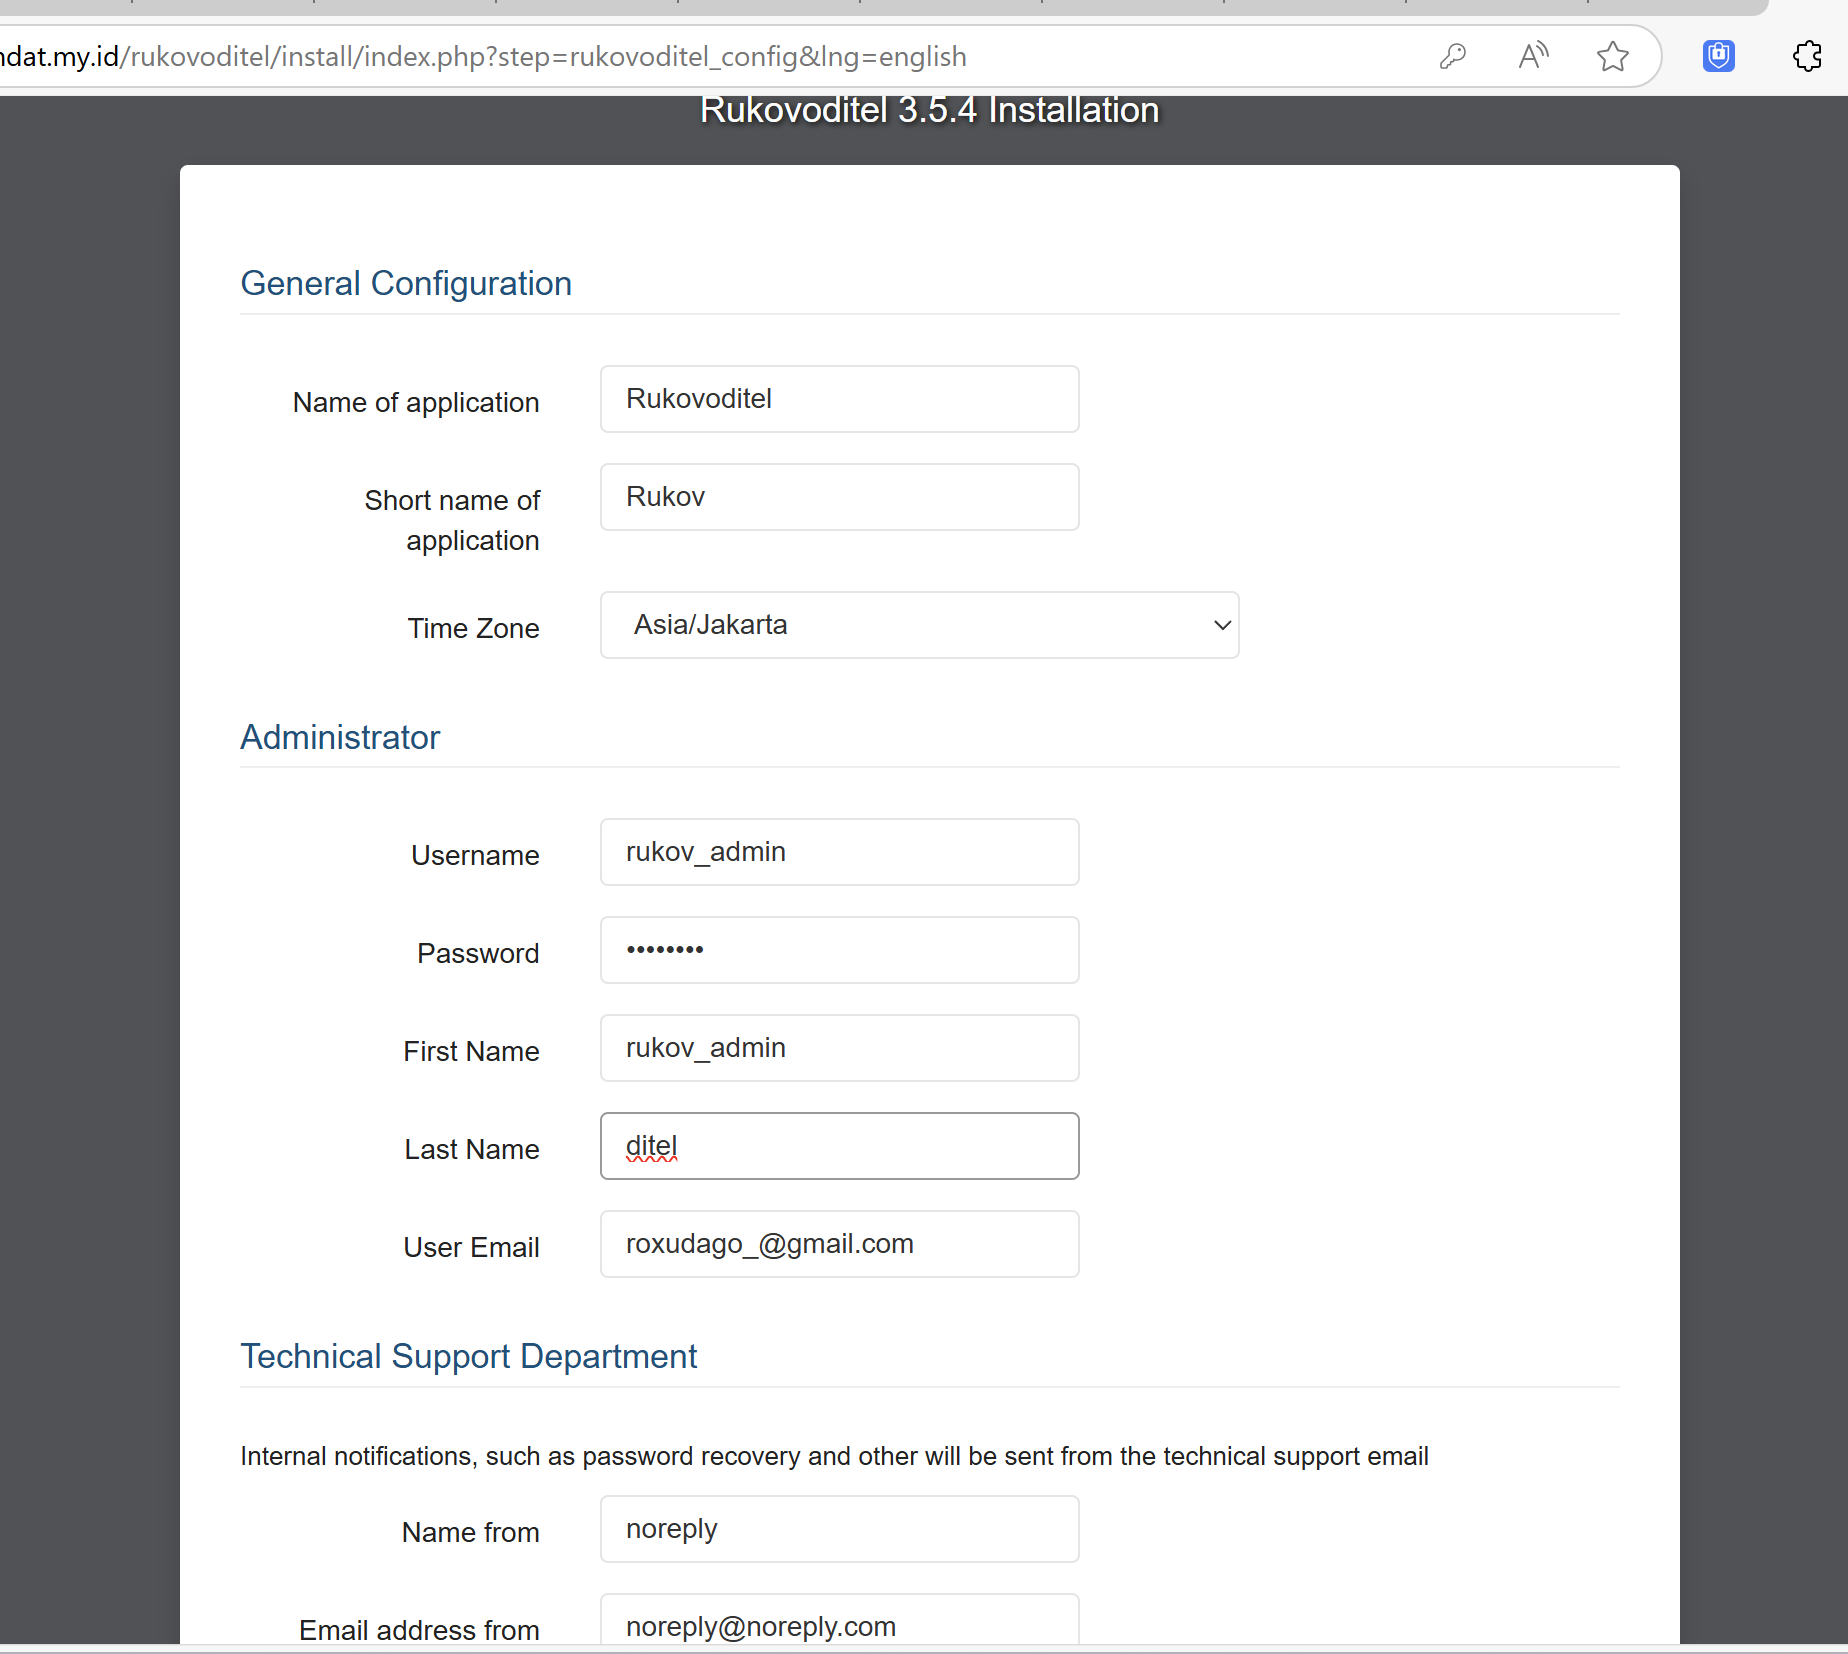 ndat.my.id/rukovoditel/install/index.php?step=rukovoditel_config&lng=english
Rukovoditel 3.5.4 Installation
General Configuration
Name of application
Rukovoditel
Short name of application
Rukov
Time Zone
Asia/Jakarta
Administrator
Username
rukov_admin
Password
••••••••
First Name
rukov_admin
Last Name
ditel
User Email
roxudago_@gmail.com
Technical Support Department
Internal notifications, such as password recovery and other will be sent from the technical support email
Name from
noreply
Email address from
noreply@noreply.com